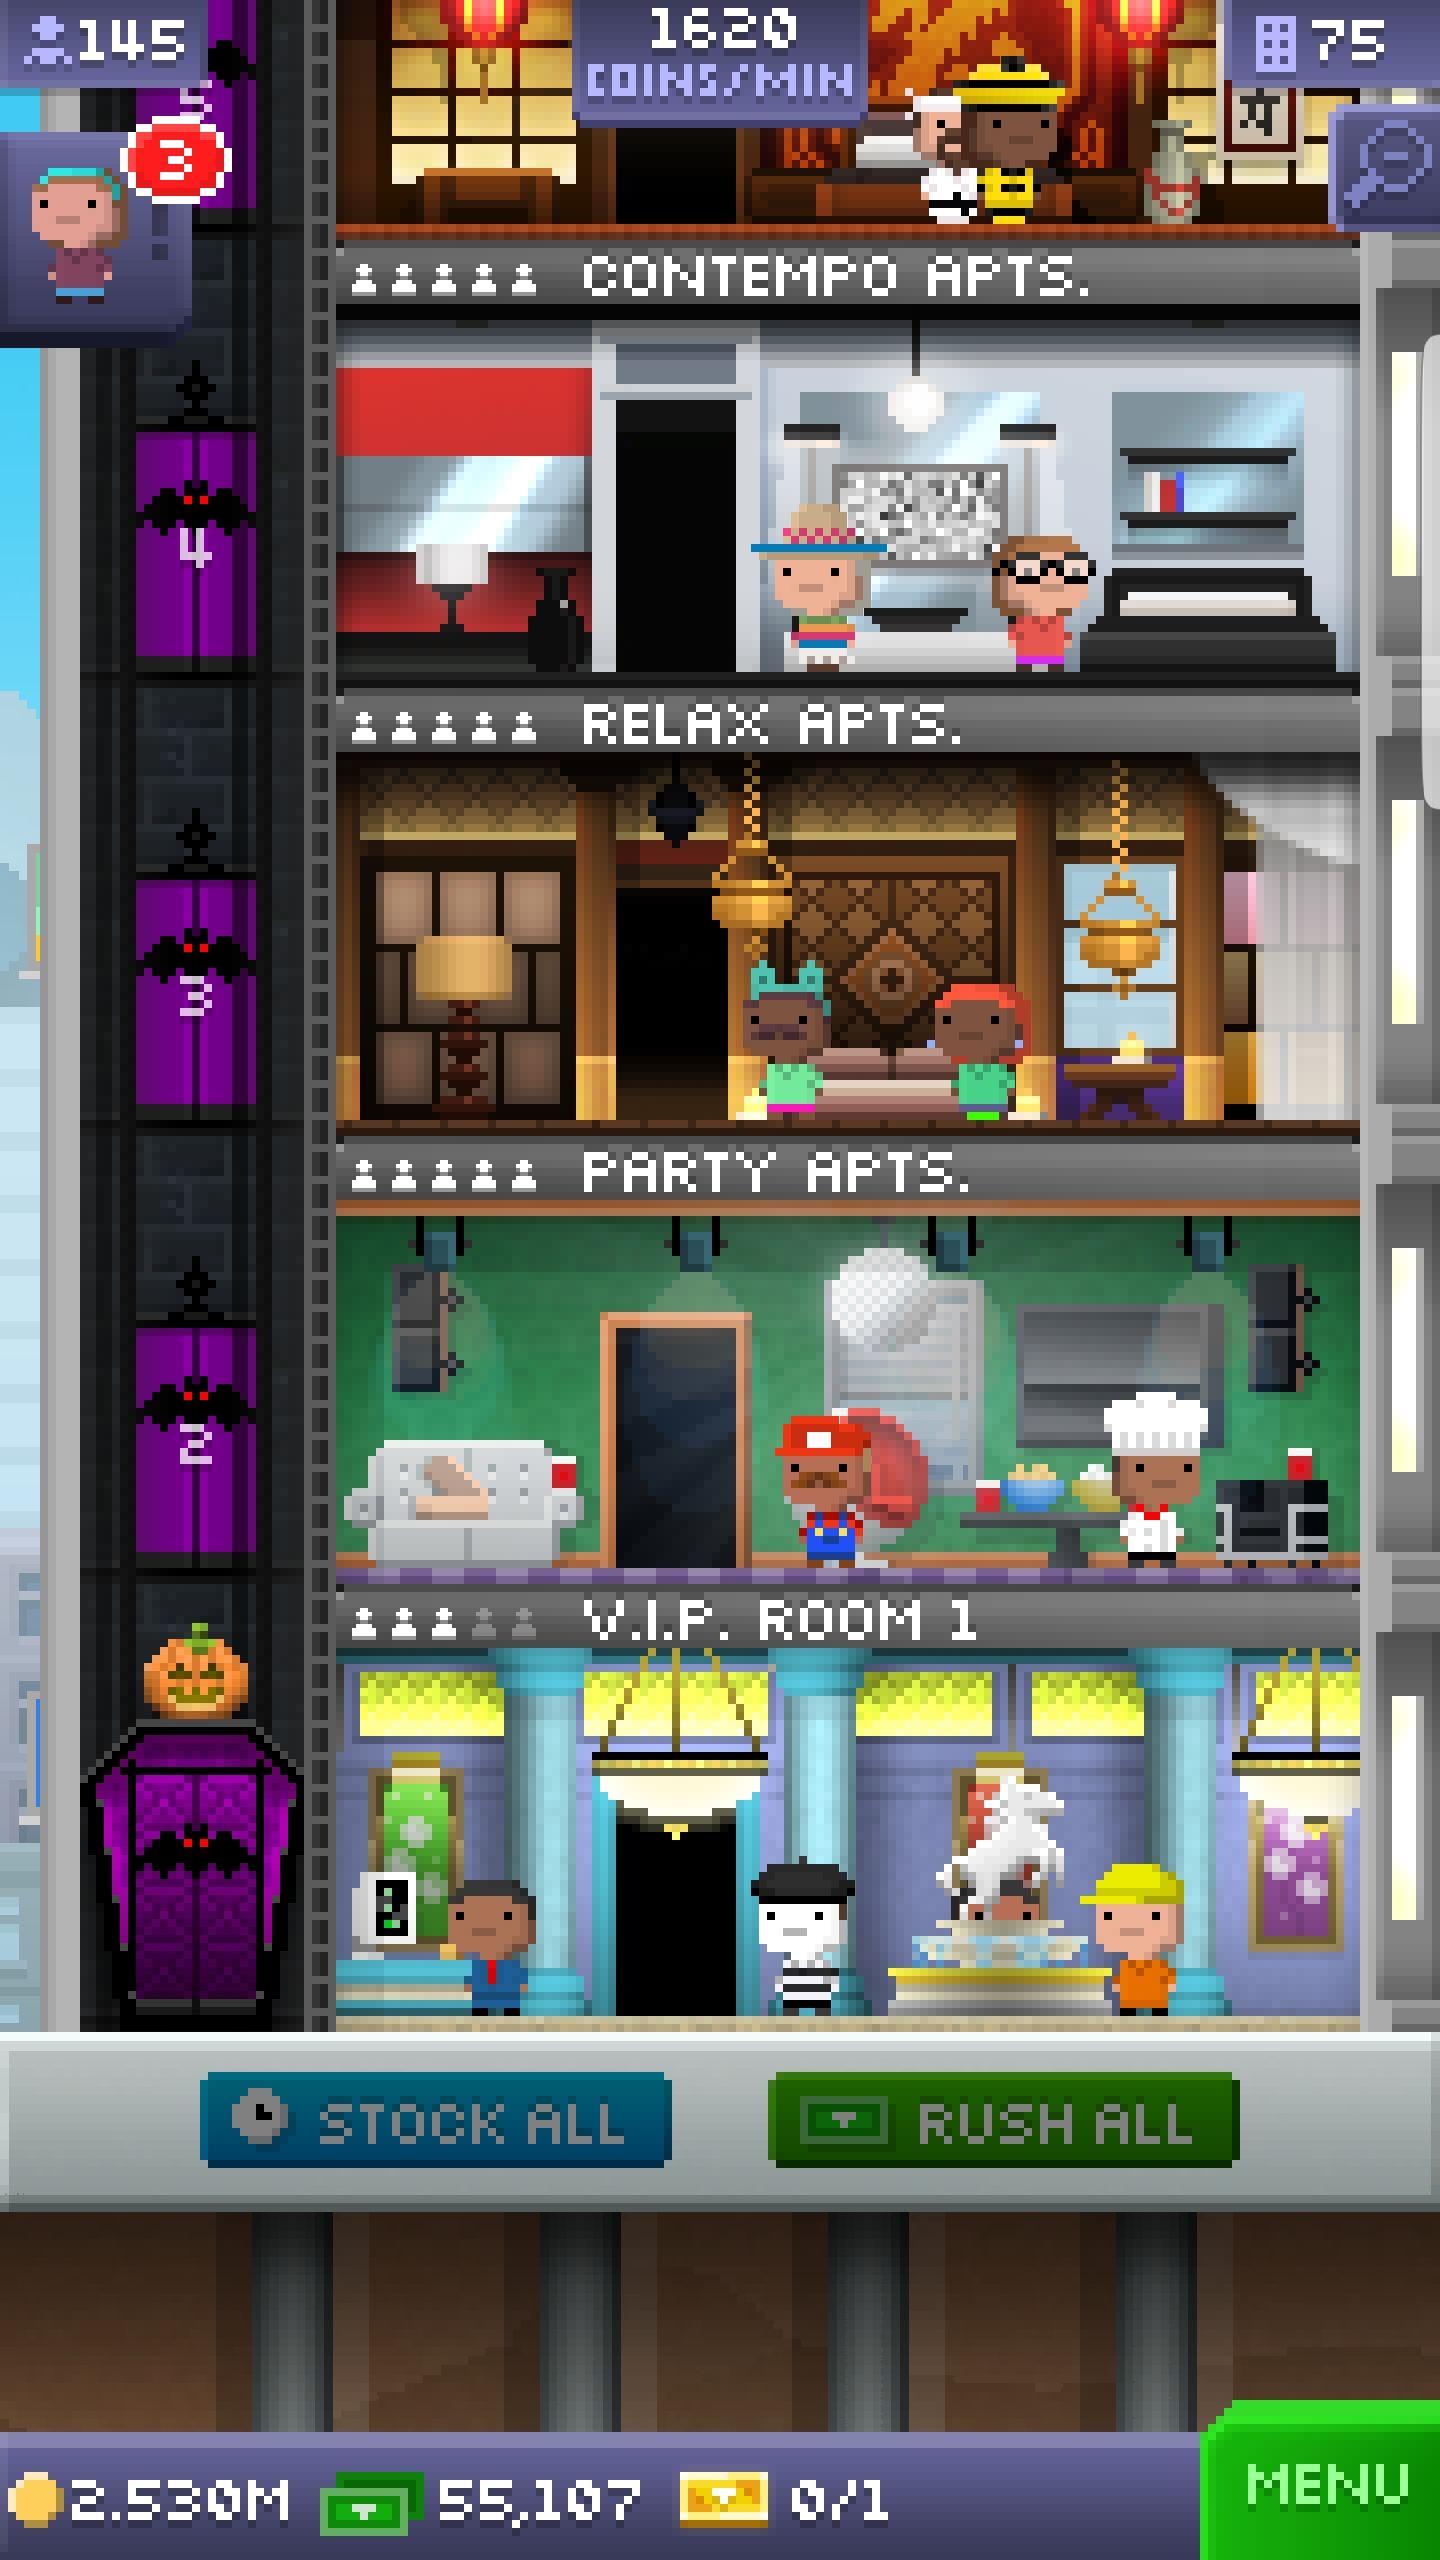 145
1620
COINS/MIN
75
5
3
CONTEMPO APTS.
4
RELAX APTS.
3
PARTY APTS.
2
V.I.P. ROOM 1
STOCK ALL
RUSH ALL
2.530M
55,107
0/1
MENU